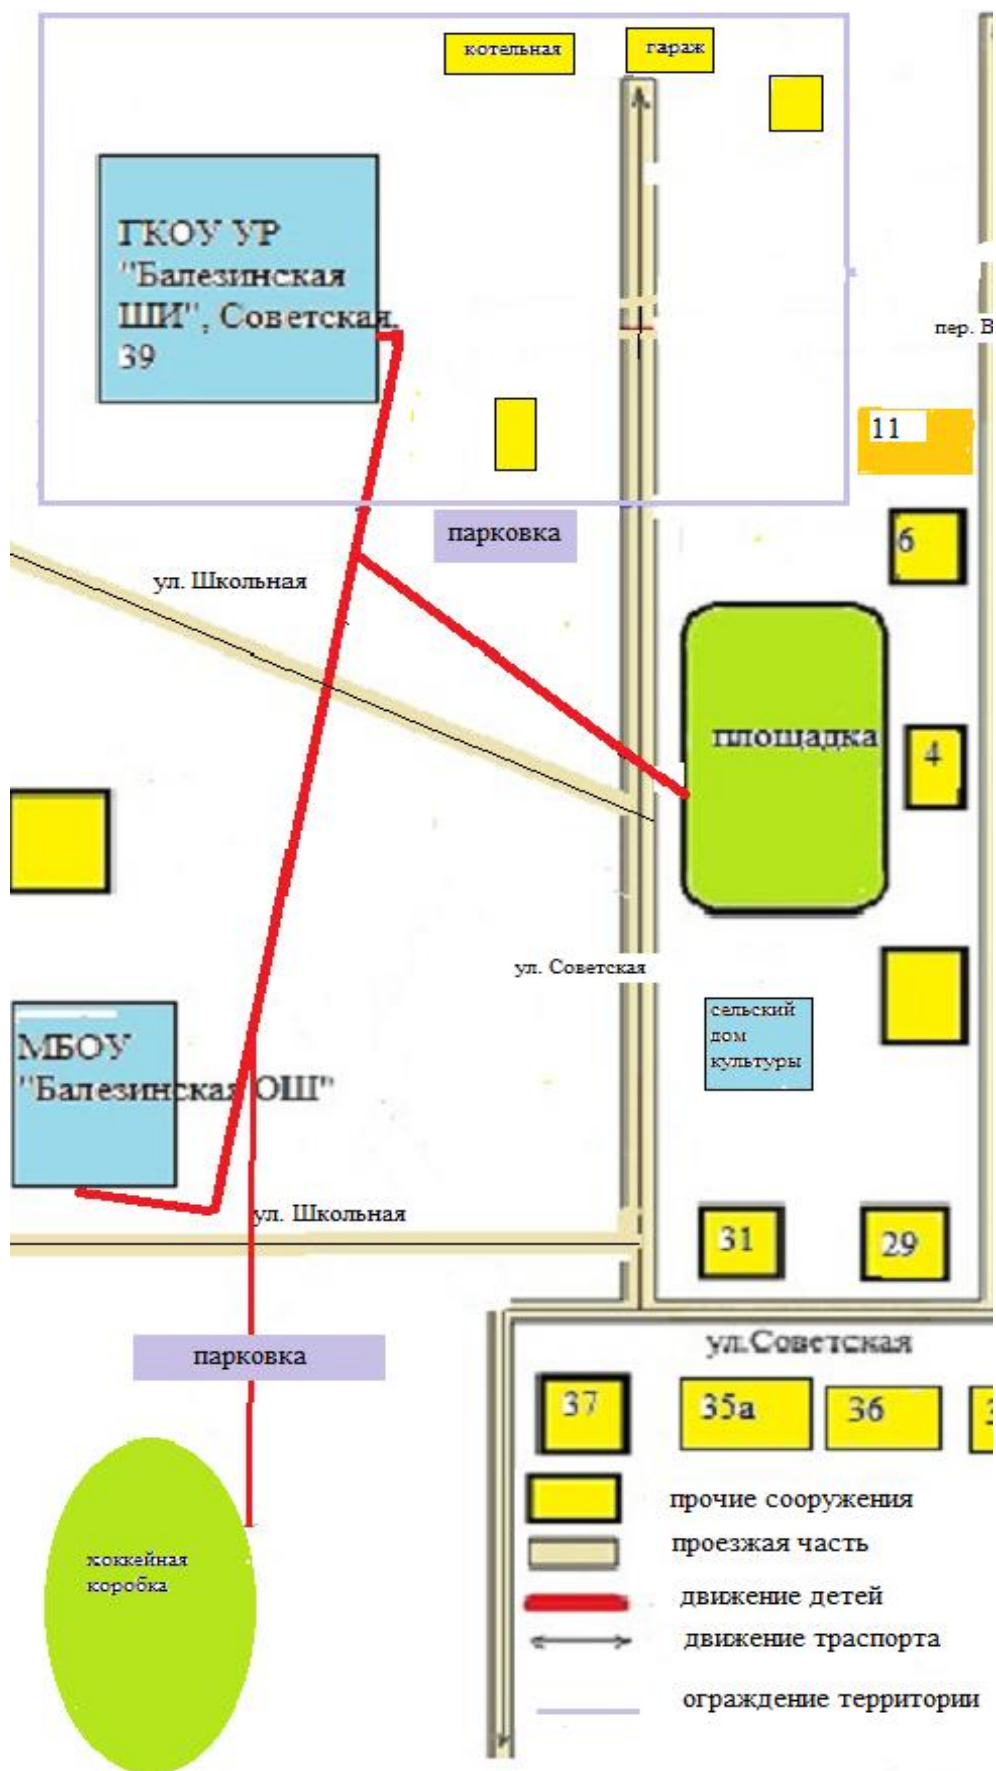 котельная
гараж
ГКОУ УР
"Балезинская
ШИ", Советская,
39
пер. В
11
парковка
6
ул. Школьная
площадка
4
ул. Советская
сельский
дом
культуры
МБОУ
"Балезинская ОШ"
ул. Школьная
31
29
парковка
ул.Советская
37
35а
36
3
прочие сооружения
проезжая часть
хоккейная
коробка
движение детей
движение траспорта
ограждение территории